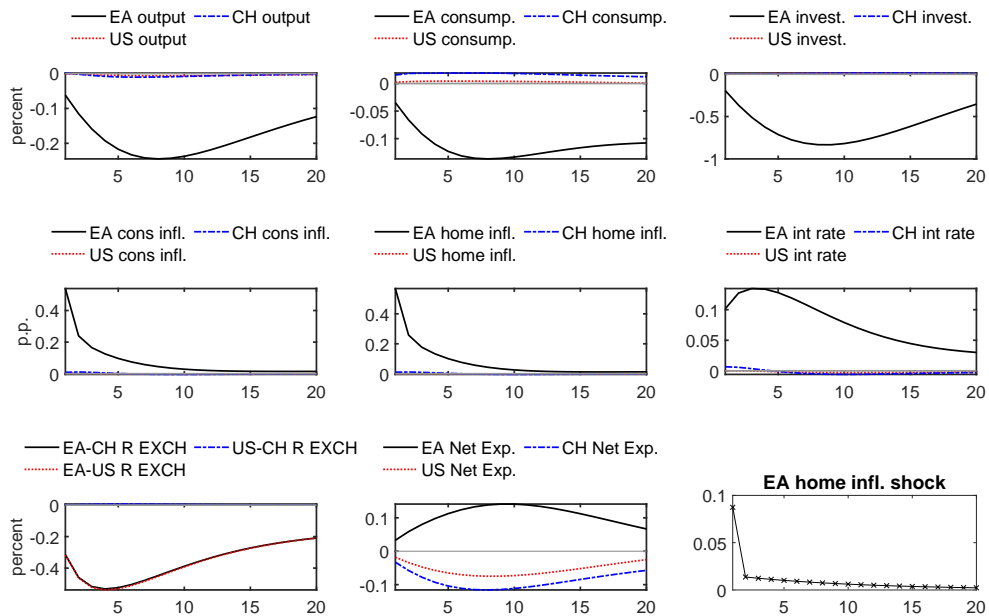 EA output CH output
US output
EA consump. CH consump.
US consump.
EA invest. CH invest.
US invest.
percent
0
-0.1
-0.2
5 10 15 20
0
-0.05
-0.1
5 10 15 20
0
-0.5
-1
5 10 15 20
EA cons infl. CH cons infl.
US cons infl.
EA home infl. CH home infl.
US home infl.
EA int rate CH int rate
US int rate
p.p.
0.4
0.2
0
5 10 15 20
0.4
0.2
0
5 10 15 20
0.1
0.05
0
5 10 15 20
EA-CH R EXCH US-CH R EXCH
EA-US R EXCH
EA Net Exp. CH Net Exp.
US Net Exp.
EA home infl. shock
percent
0
-0.2
-0.4
5 10 15 20
0.1
0
-0.1
5 10 15 20
0.1
0.05
0
5 10 15 20